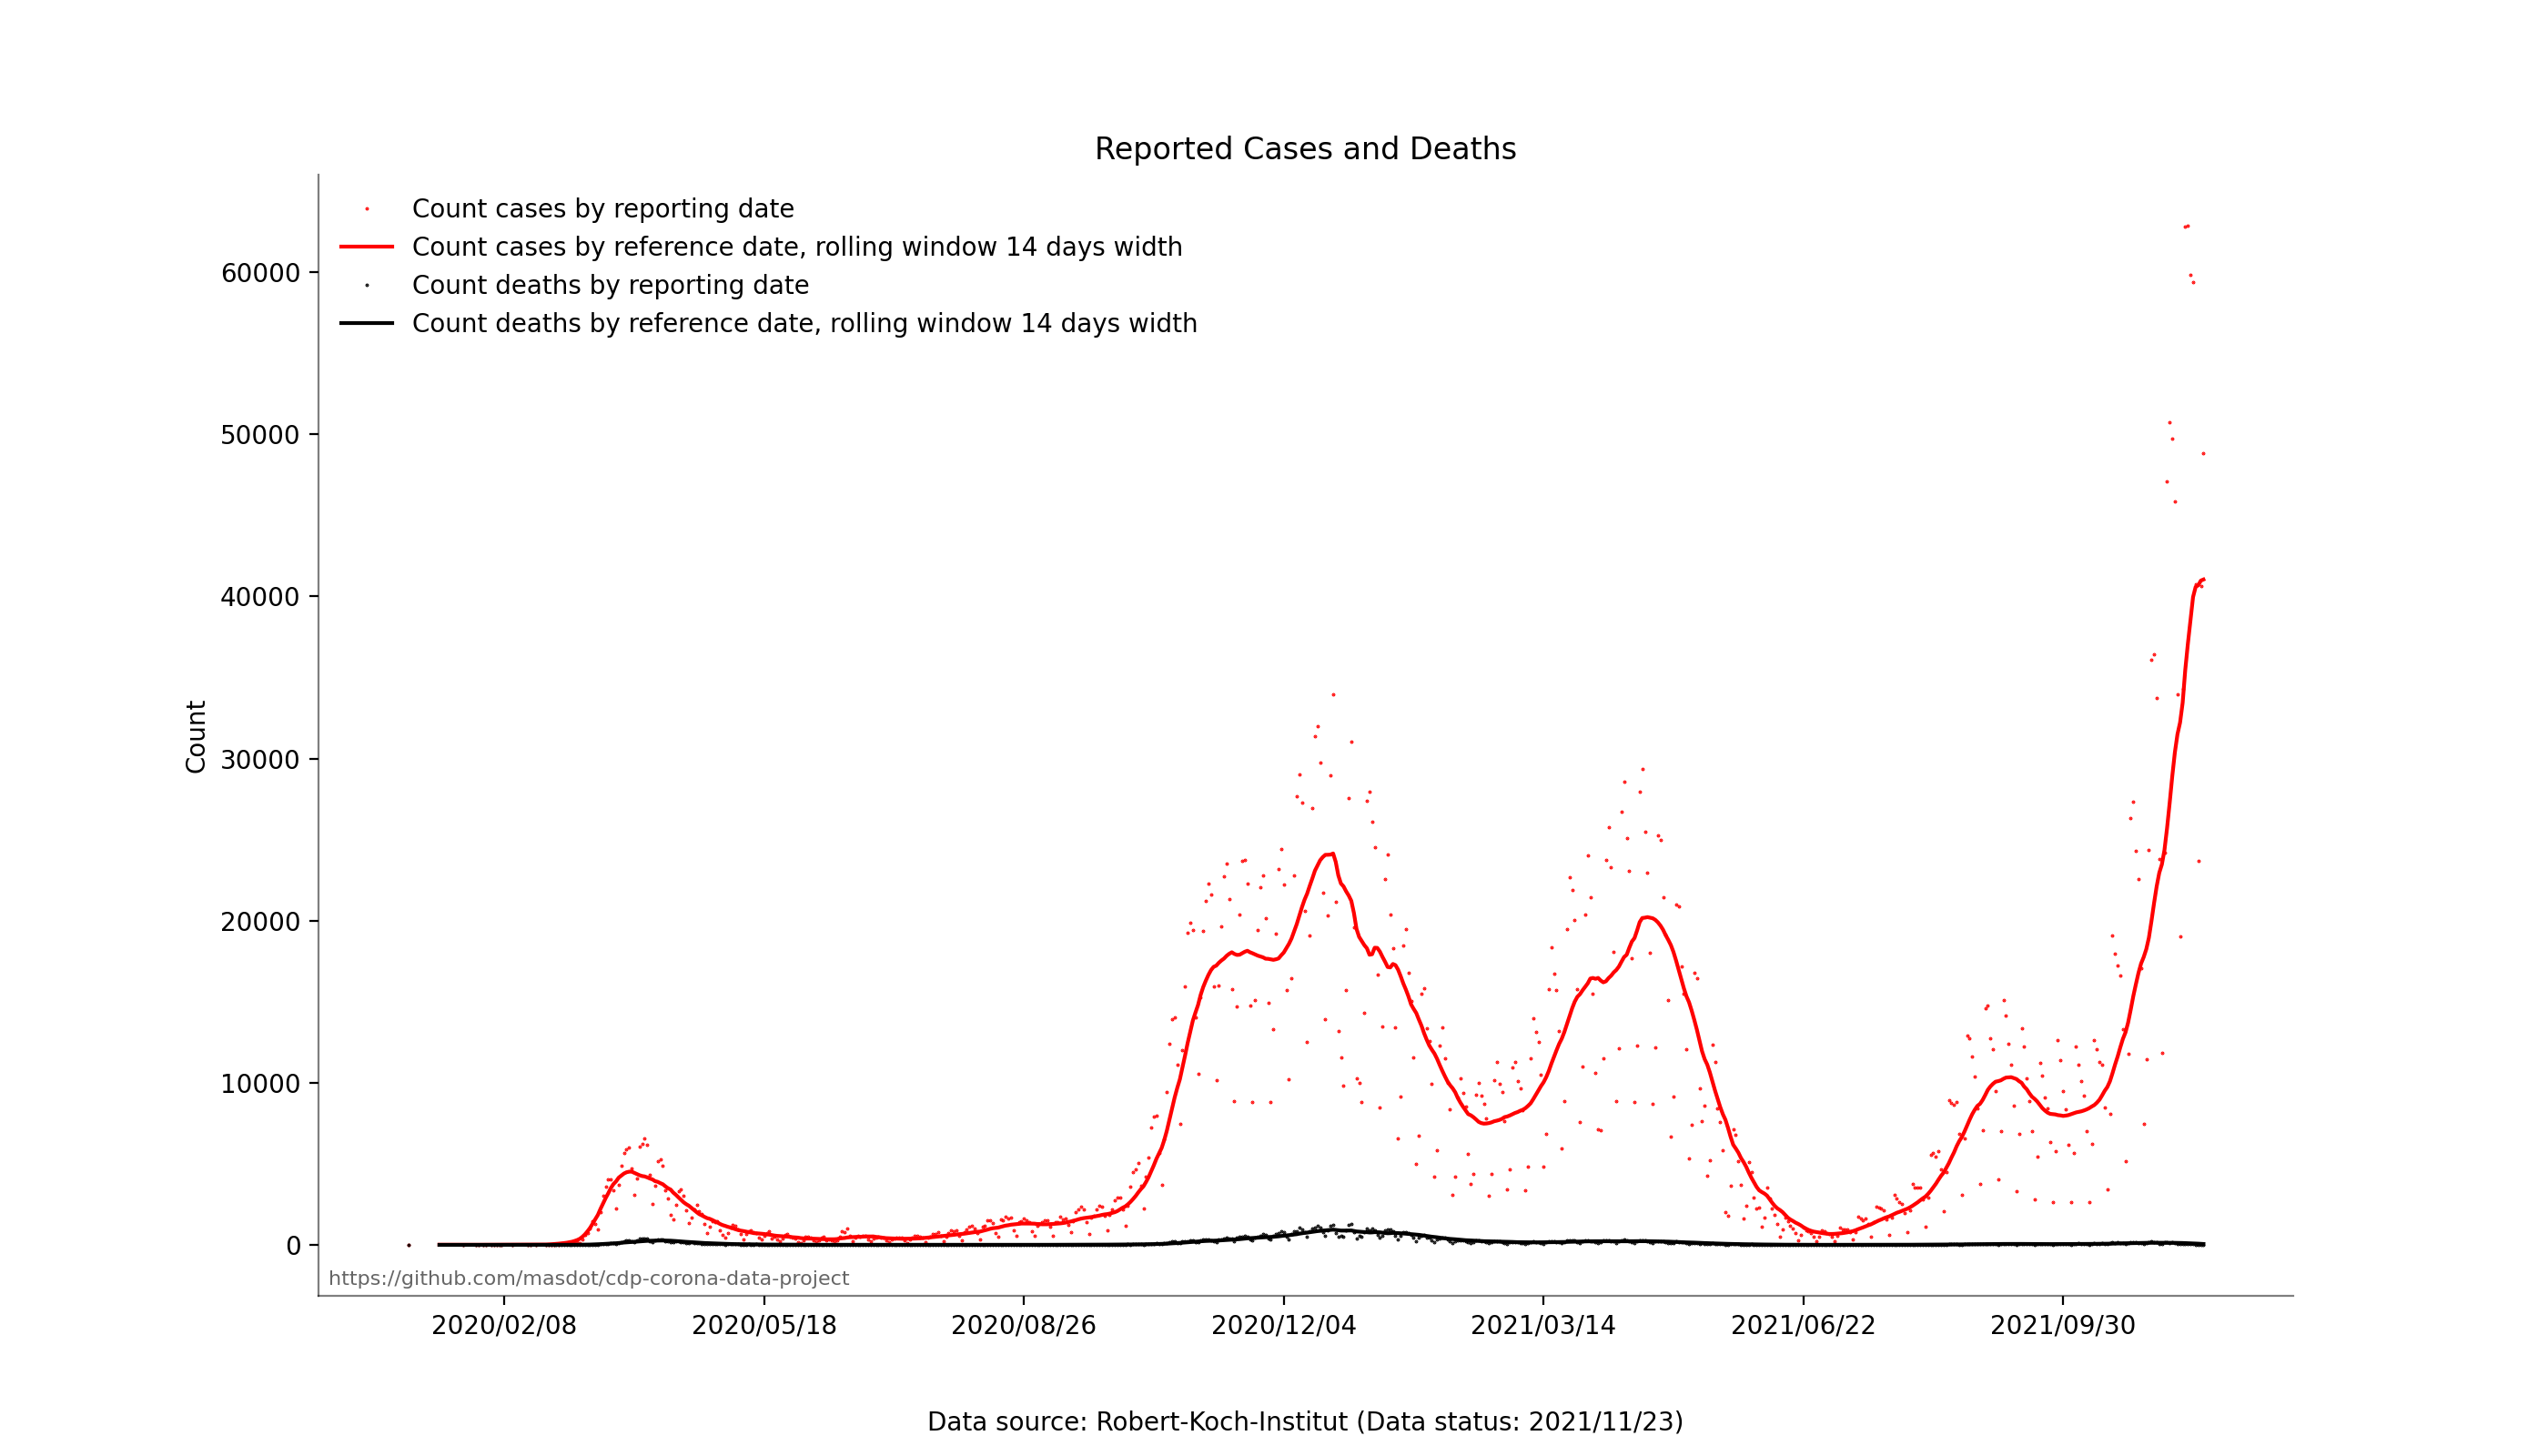 Reported Cases and Deaths
Count cases by reporting date
Count cases by reference date, rolling window 14 days width
Count deaths by reporting date
Count deaths by reference date, rolling window 14 days width
60000
50000
40000
30000
20000
10000
0
Count
https://github.com/masdot/cdp-corona-data-project
2020/02/08 2020/05/18 2020/08/26 2020/12/04 2021/03/14 2021/06/22 2021/09/30
Data source: Robert-Koch-Institut (Data status: 2021/11/23)